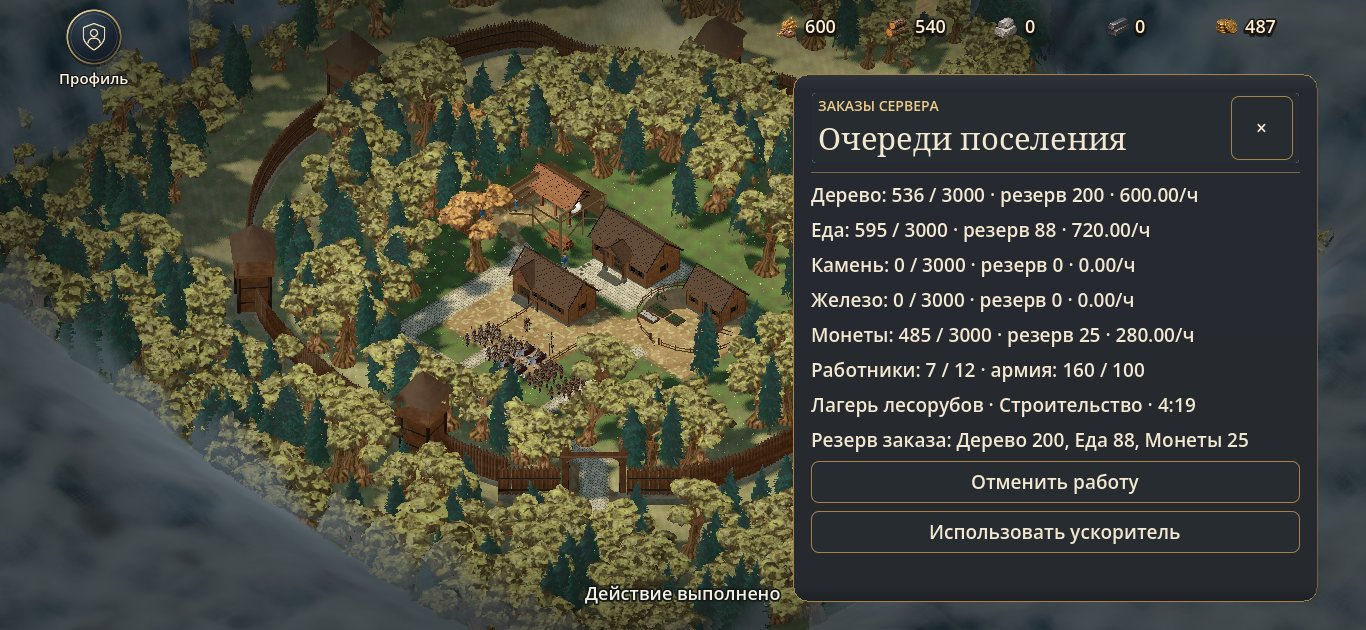 Профиль
600
540
0
0
487
ЗАКАЗЫ СЕРВЕРА
Очереди поселения
×
Дерево: 536 / 3000 · резерв 200 · 600.00/ч
Еда: 595 / 3000 · резерв 88 · 720.00/ч
Камень: 0 / 3000 · резерв 0 · 0.00/ч
Железо: 0 / 3000 · резерв 0 · 0.00/ч
Монеты: 485 / 3000 · резерв 25 · 280.00/ч
Работники: 7 / 12 · армия: 160 / 100
Лагерь лесорубов · Строительство · 4:19
Резерв заказа: Дерево 200, Еда 88, Монеты 25
Отменить работу
Использовать ускоритель
Действие выполнено